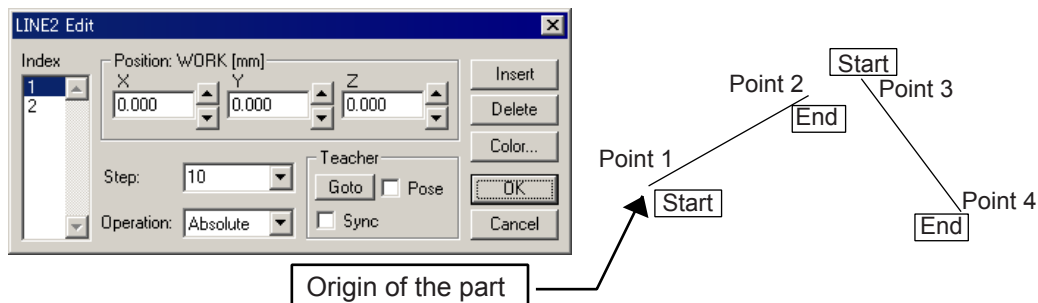 LINE2 Edit
Index
1
2
Position: WORK [mm]
X Y Z
0.000 0.000 0.000
Step: 10
Operation: Absolute
Teacher
Goto Pose
Sync
Insert
Delete
Color...
OK
Cancel
Point 1
Start
Point 2
End
Start
Point 3
Point 4
End
Origin of the part